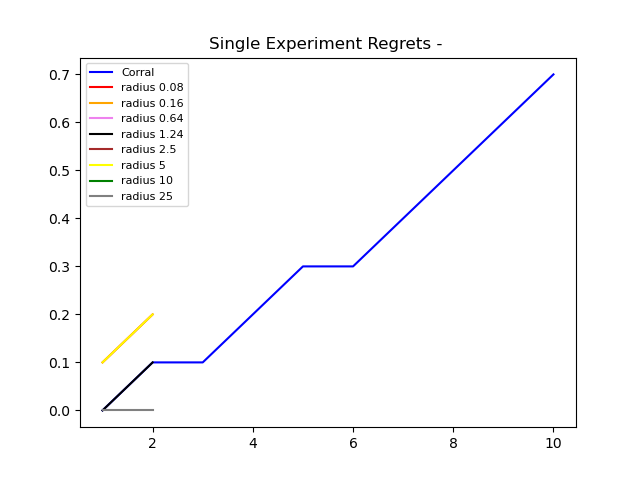 Single Experiment Regrets -
0.7
0.6
0.5
0.4
0.3
0.2
0.1
0.0
Corral
radius 0.08
radius 0.16
radius 0.64
radius 1.24
radius 2.5
radius 5
radius 10
radius 25
2 4 6 8 10